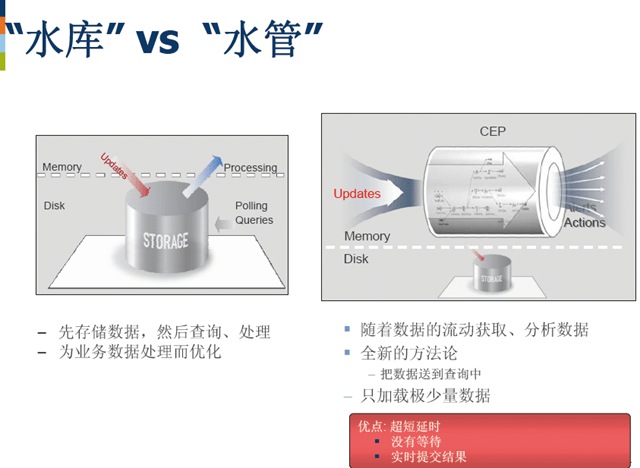 “水库” vs “水管”
Memory
Updates
Processing
Disk
Polling
Queries
STORAGE
CEP
Updates
Alerts
Actions
Memory
Disk
STORAGE
– 先存储数据，然后查询、处理
– 为业务数据处理而优化
▪ 随着数据的流动获取、分析数据
▪ 全新的方法论
– 把数据送到查询中
– 只加载极少量数据
优点: 超短延时
▪ 没有等待
▪ 实时提交结果